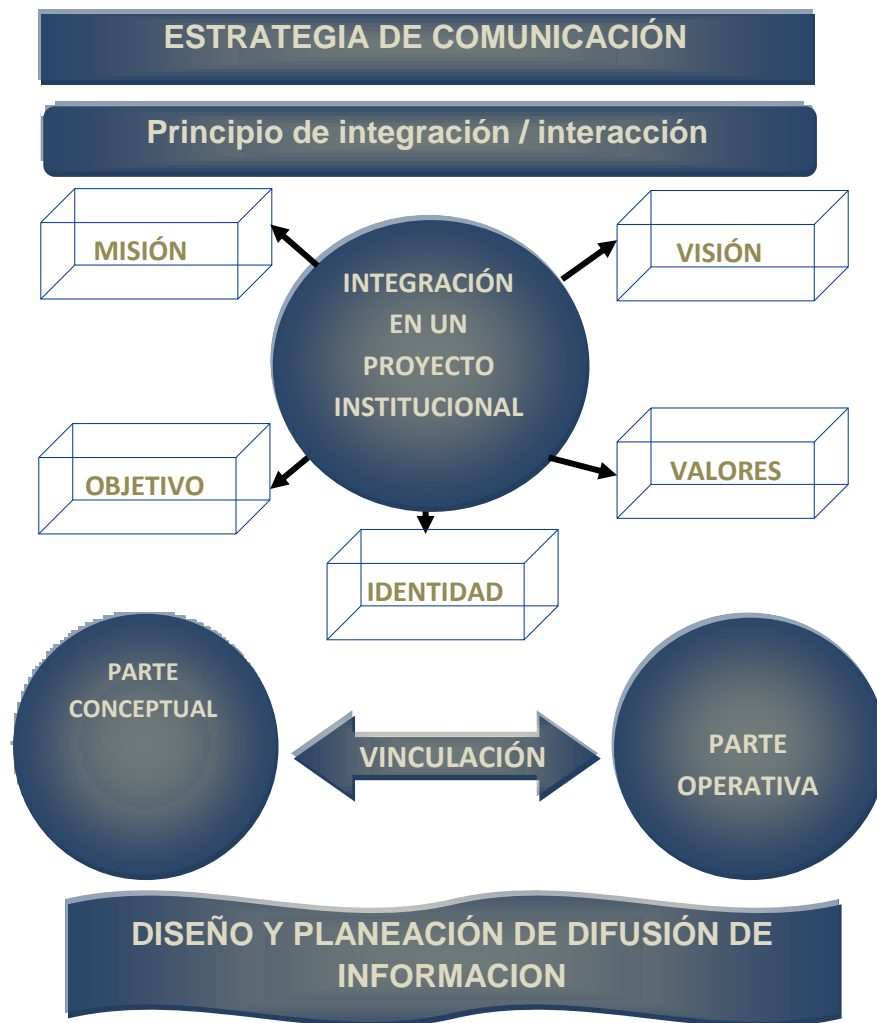 ESTRATEGIA DE COMUNICACIÓN
Principio de integración / interacción
MISIÓN
VISIÓN
INTEGRACIÓN
EN UN
PROYECTO
INSTITUCIONAL
OBJETIVO
VALORES
IDENTIDAD
PARTE
CONCEPTUAL
VINCULACIÓN
PARTE
OPERATIVA
DISEÑO Y PLANEACIÓN DE DIFUSIÓN DE
INFORMACION